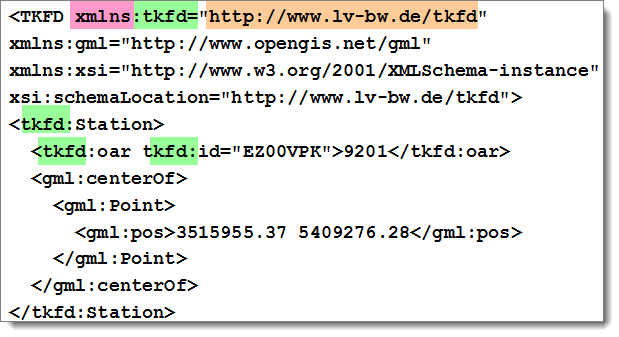 <TKFD xmlns:tkfd="http://www.lv-bw.de/tkfd"
xmlns:gml="http://www.opengis.net/gml"
xmlns:xsi="http://www.w3.org/2001/XMLSchema-instance"
xsi:schemaLocation="http://www.lv-bw.de/tkfd">
<tkfd:Station>
  <tkfd:oar tkfd:id="EZ00VPK">9201</tkfd:oar>
  <gml:centerOf>
    <gml:Point>
      <gml:pos>3515955.37 5409276.28</gml:pos>
    </gml:Point>
  </gml:centerOf>
</tkfd:Station>